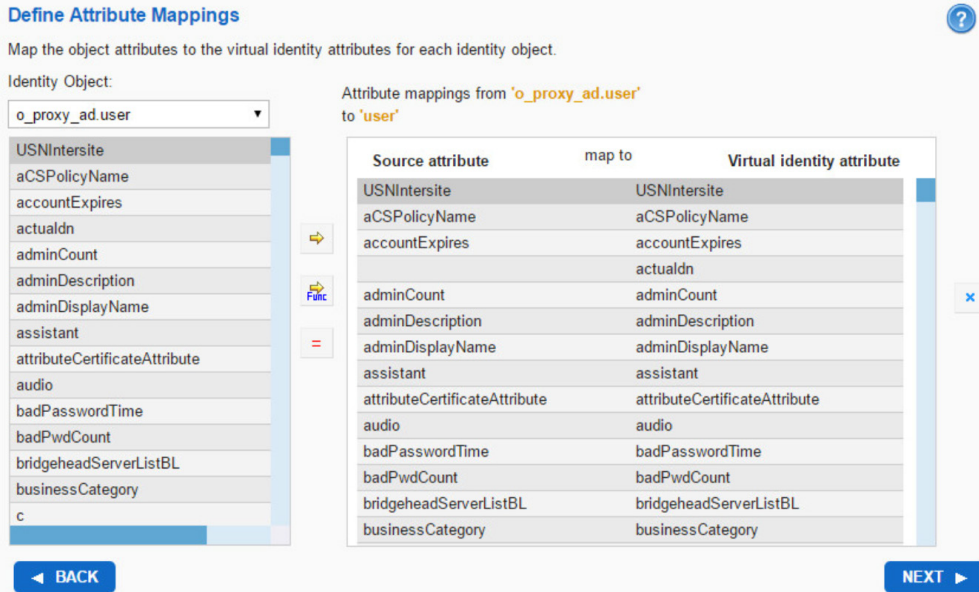 Define Attribute Mappings
?
Map the object attributes to the virtual identity attributes for each identity object.
Identity Object:
o_proxy_ad.user
USNIntersite
aCSPolicyName
accountExpires
actualdn
adminCount
adminDescription
adminDisplayName
assistant
attributeCertificateAttribute
audio
badPasswordTime
badPwdCount
bridgeheadServerListBL
businessCategory
c
Func
=
Attribute mappings from 'o_proxy_ad.user'
to 'user'
Source attribute map to Virtual identity attribute
USNIntersite USNIntersite
aCSPolicyName aCSPolicyName
accountExpires accountExpires
actualdn
adminCount adminCount
adminDescription adminDescription
adminDisplayName adminDisplayName
assistant assistant
attributeCertificateAttribute attributeCertificateAttribute
audio audio
badPasswordTime badPasswordTime
badPwdCount badPwdCount
bridgeheadServerListBL bridgeheadServerListBL
businessCategory businessCategory
×
BACK
NEXT